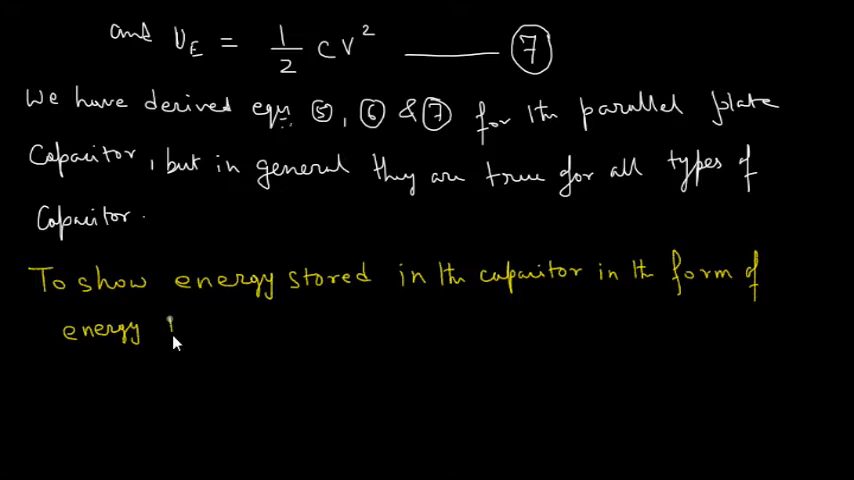 and U_E = 1/2 CV² ——— ⑦
We have derived eqn. ⑤, ⑥ & ⑦ for the parallel plate
Capacitor, but in general they are true for all types of
Capacitor.
To show energy stored in the capacitor in the form of
energy